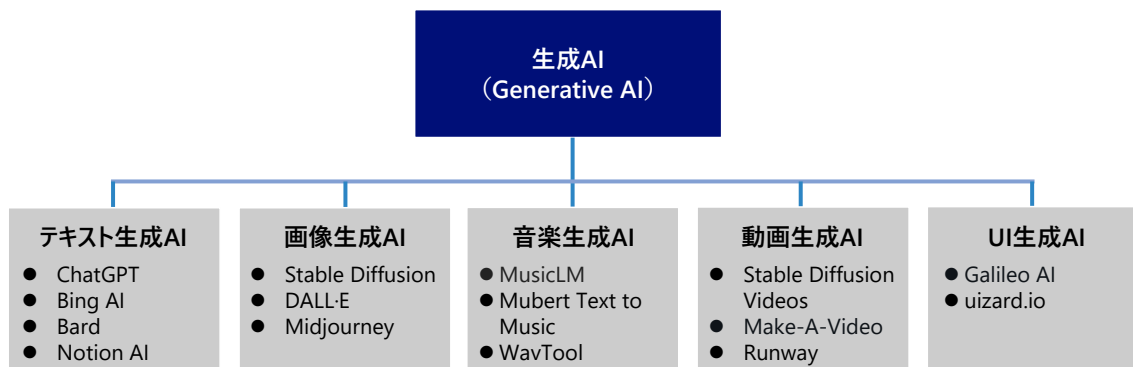 生成AI
（Generative AI）
テキスト生成AI
● ChatGPT
● Bing AI
● Bard
● Notion AI
画像生成AI
● Stable Diffusion
● DALL·E
● Midjourney
音楽生成AI
● MusicLM
● Mubert Text to
Music
● WavTool
動画生成AI
● Stable Diffusion
Videos
● Make-A-Video
● Runway
UI生成AI
● Galileo AI
● uizard.io